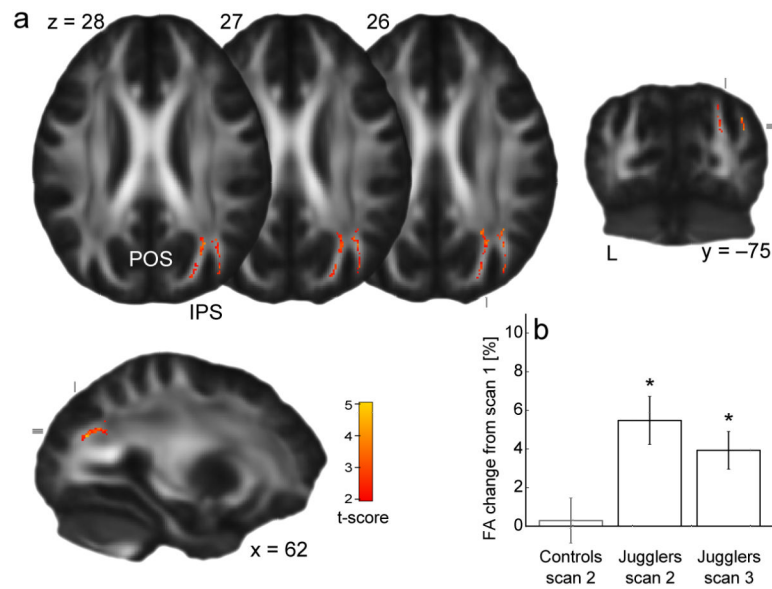 a
z = 28
27
26
POS
IPS
L
y = –75
x = 62
5
4
3
2
t-score
b
FA change from scan 1 [%]
10
8
6
4
2
0
*
*
Controls
scan 2
Jugglers
scan 2
Jugglers
scan 3